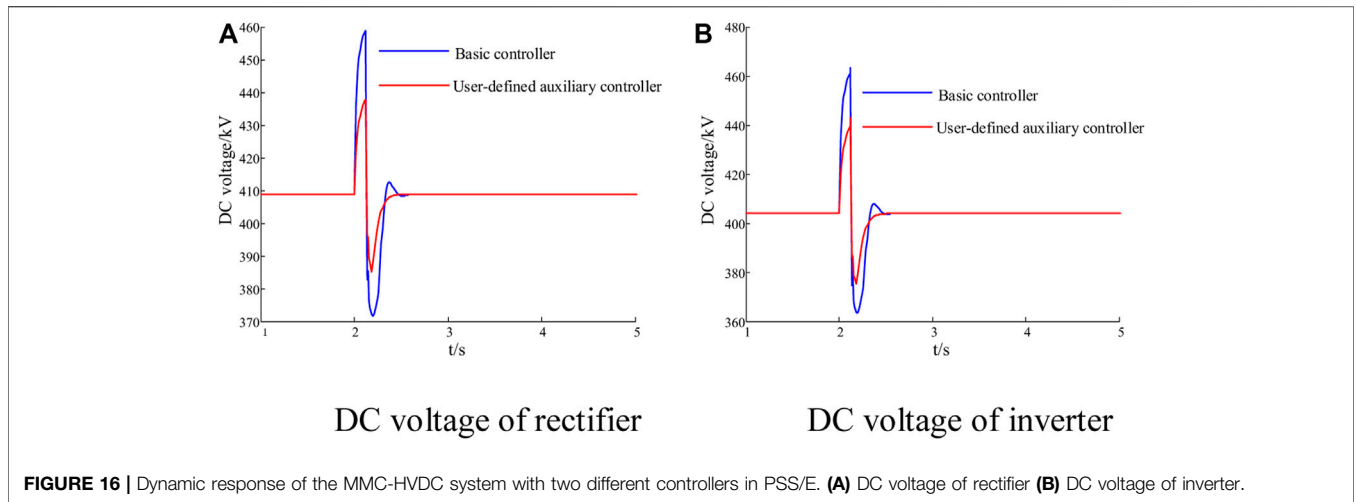 A
460
450
440
430
420
410
400
390
380
370
DC voltage/kV
Basic controller
User-defined auxiliary controller
1 2 3 4 5
t/s
DC voltage of rectifier
B
480
460
440
420
400
380
360
DC voltage/kV
Basic controller
User-defined auxiliary controller
1 2 3 4 5
t/s
DC voltage of inverter
FIGURE 16 | Dynamic response of the MMC-HVDC system with two different controllers in PSS/E. (A) DC voltage of rectifier (B) DC voltage of inverter.